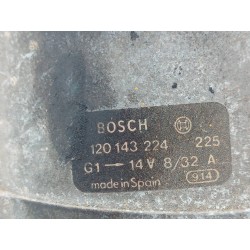 BOSCH
120 143 224 225
G1 → 14V 8/32 A
made in Spain 914